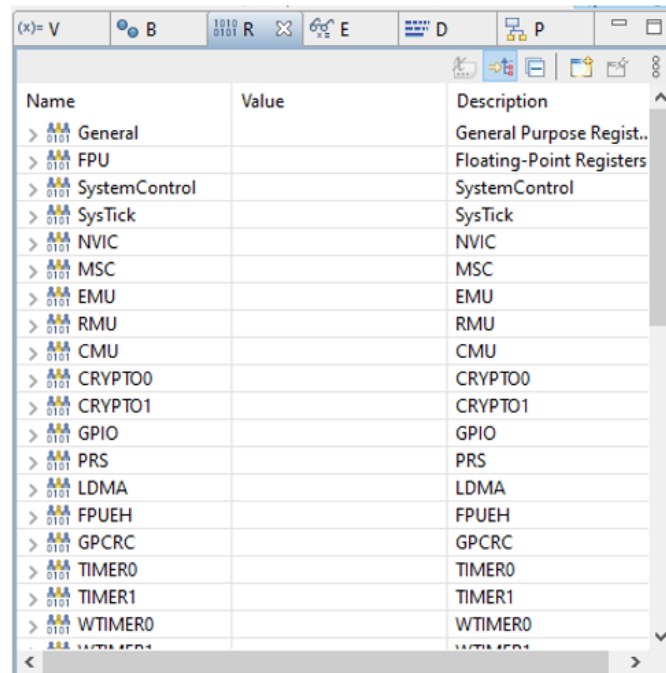 (x)= V B 1010 0101 R E D P
Name Value Description
General General Purpose Regist..
FPU Floating-Point Registers
SystemControl SystemControl
SysTick SysTick
NVIC NVIC
MSC MSC
EMU EMU
RMU RMU
CMU CMU
CRYPTO0 CRYPTO0
CRYPTO1 CRYPTO1
GPIO GPIO
PRS PRS
LDMA LDMA
FPUEH FPUEH
GPCRC GPCRC
TIMER0 TIMER0
TIMER1 TIMER1
WTIMER0 WTIMER0